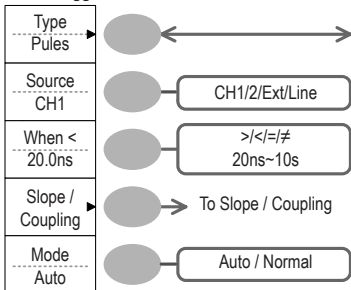 Type
Pules
Source
CH1
CH1/2/Ext/Line
When <
20.0ns
>/</=/≠
20ns~10s
Slope /
Coupling
To Slope / Coupling
Mode
Auto
Auto / Normal